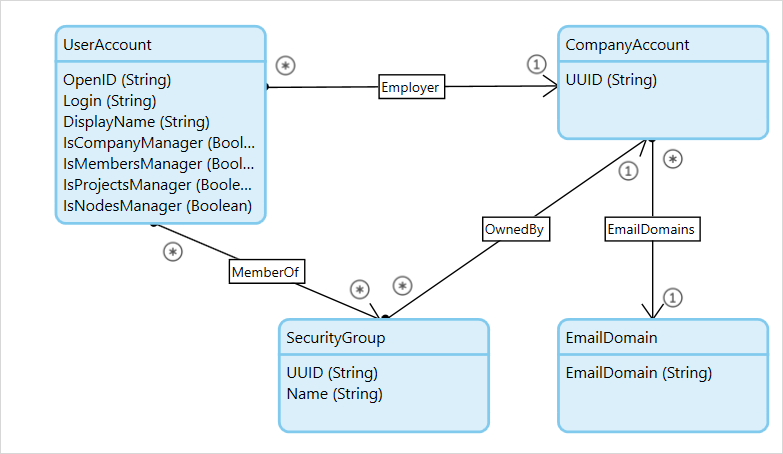 UserAccount
OpenID (String)
Login (String)
DisplayName (String)
IsCompanyManager (Bool...
IsMembersManager (Bool...
IsProjectsManager (Boole...
IsNodesManager (Boolean)
*
Employer
1
CompanyAccount
UUID (String)
*
MemberOf
*
*
OwnedBy
1
*
EmailDomains
1
SecurityGroup
UUID (String)
Name (String)
EmailDomain
EmailDomain (String)